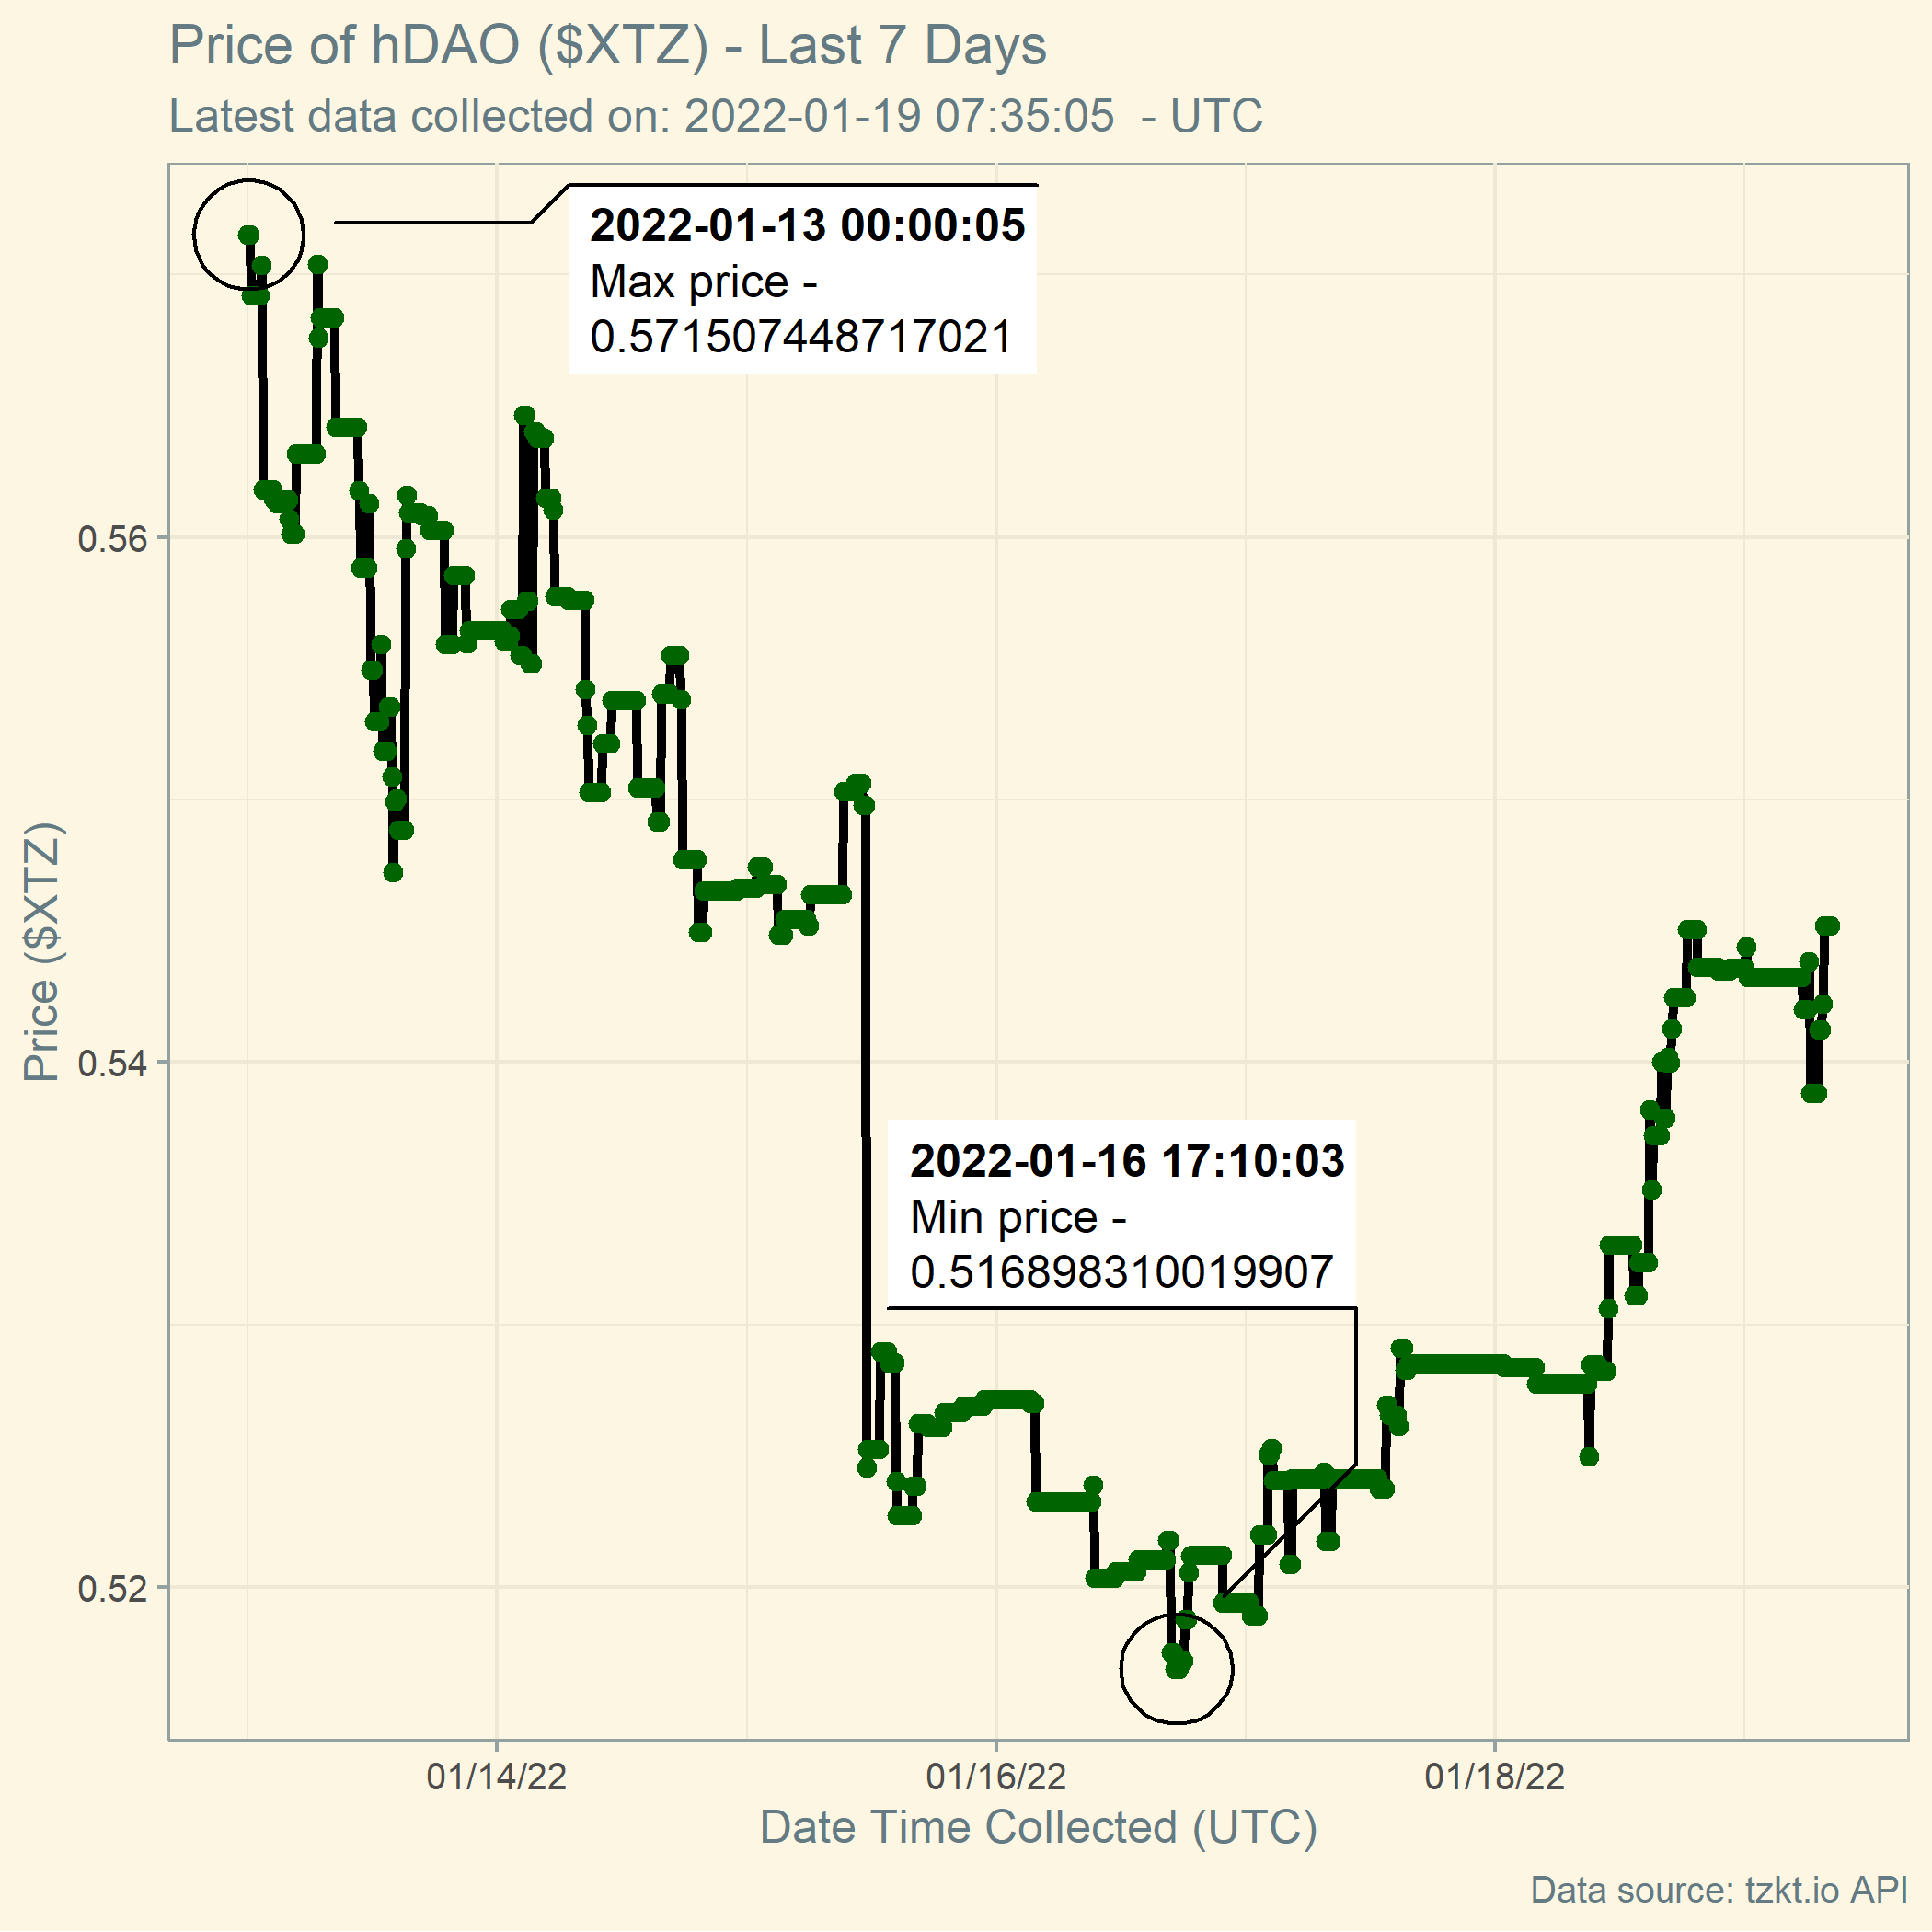 Price of hDAO ($XTZ) - Last 7 Days
Latest data collected on: 2022-01-19 07:35:05  - UTC
2022-01-13 00:00:05
Max price -
0.571507448717021
0.56
Price ($XTZ)
0.54
2022-01-16 17:10:03
Min price -
0.516898310019907
0.52
01/14/22
01/16/22
01/18/22
Date Time Collected (UTC)
Data source: tzkt.io API